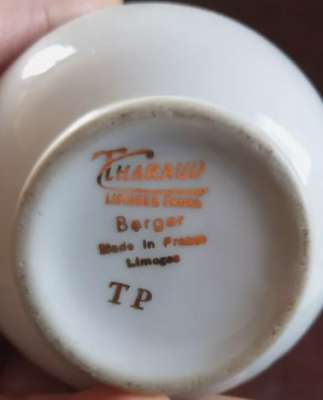 THARAUD
LIMOGES FRANCE
Berger
Made in France
Limoges
TP